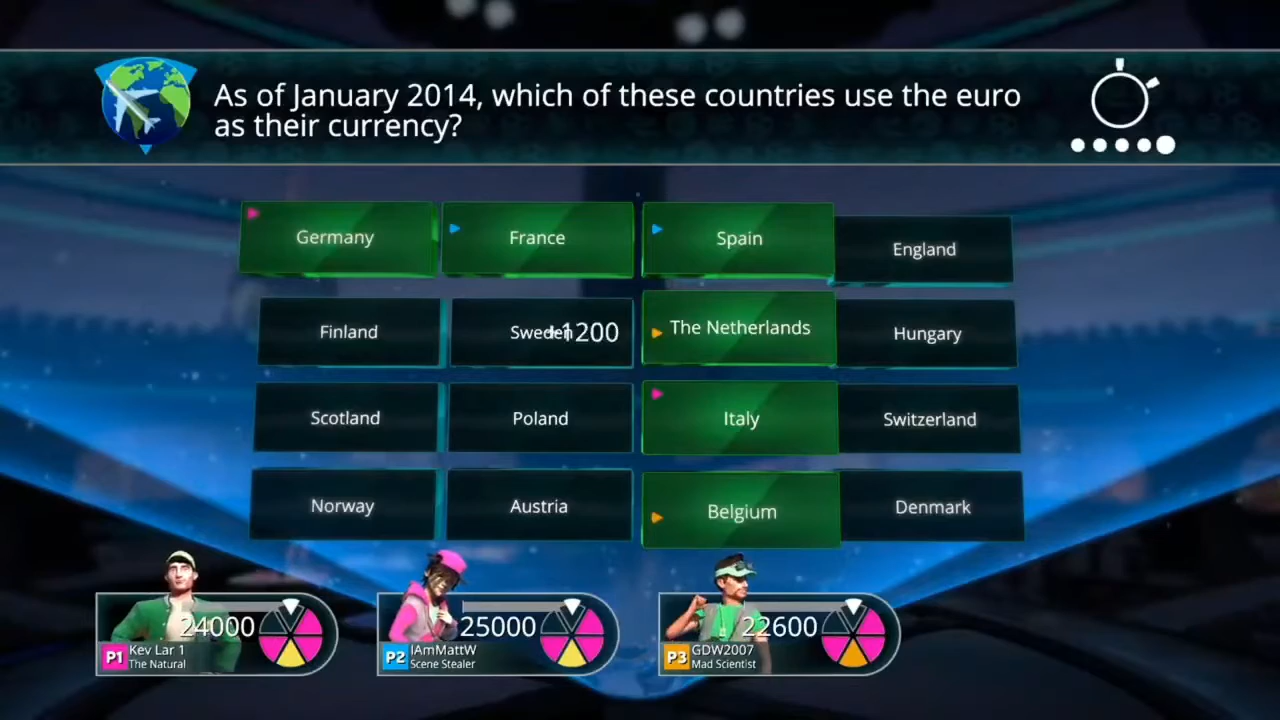 As of January 2014, which of these countries use the euro
as their currency?
Germany
France
Spain
England
Finland
Sweden
+1200
The Netherlands
Hungary
Scotland
Poland
Italy
Switzerland
Norway
Austria
Belgium
Denmark
24000
P1
Kev Lar 1
The Natural
25000
P2
IAmMattW
Scene Stealer
22600
P3
GDW2007
Mad Scientist